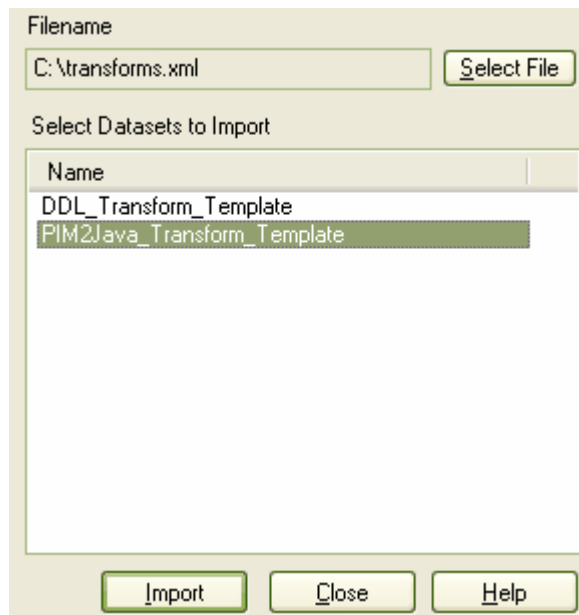 Filename
C:\transforms.xml
Select File
Select Datasets to Import
Name
DDL_Transform_Template
PIM2Java_Transform_Template
Import Close Help